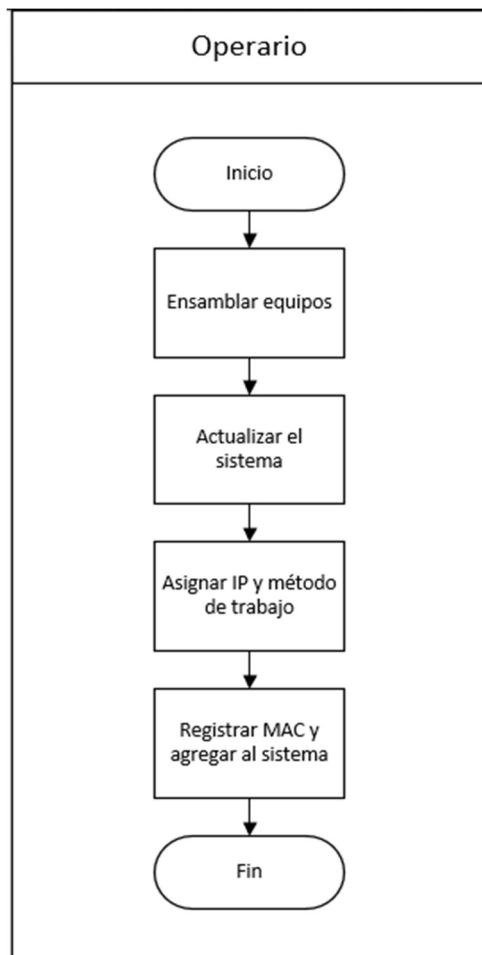 Operario
Inicio
Ensamblar equipos
Actualizar el
sistema
Asignar IP y método
de trabajo
Registrar MAC y
agregar al sistema
Fin